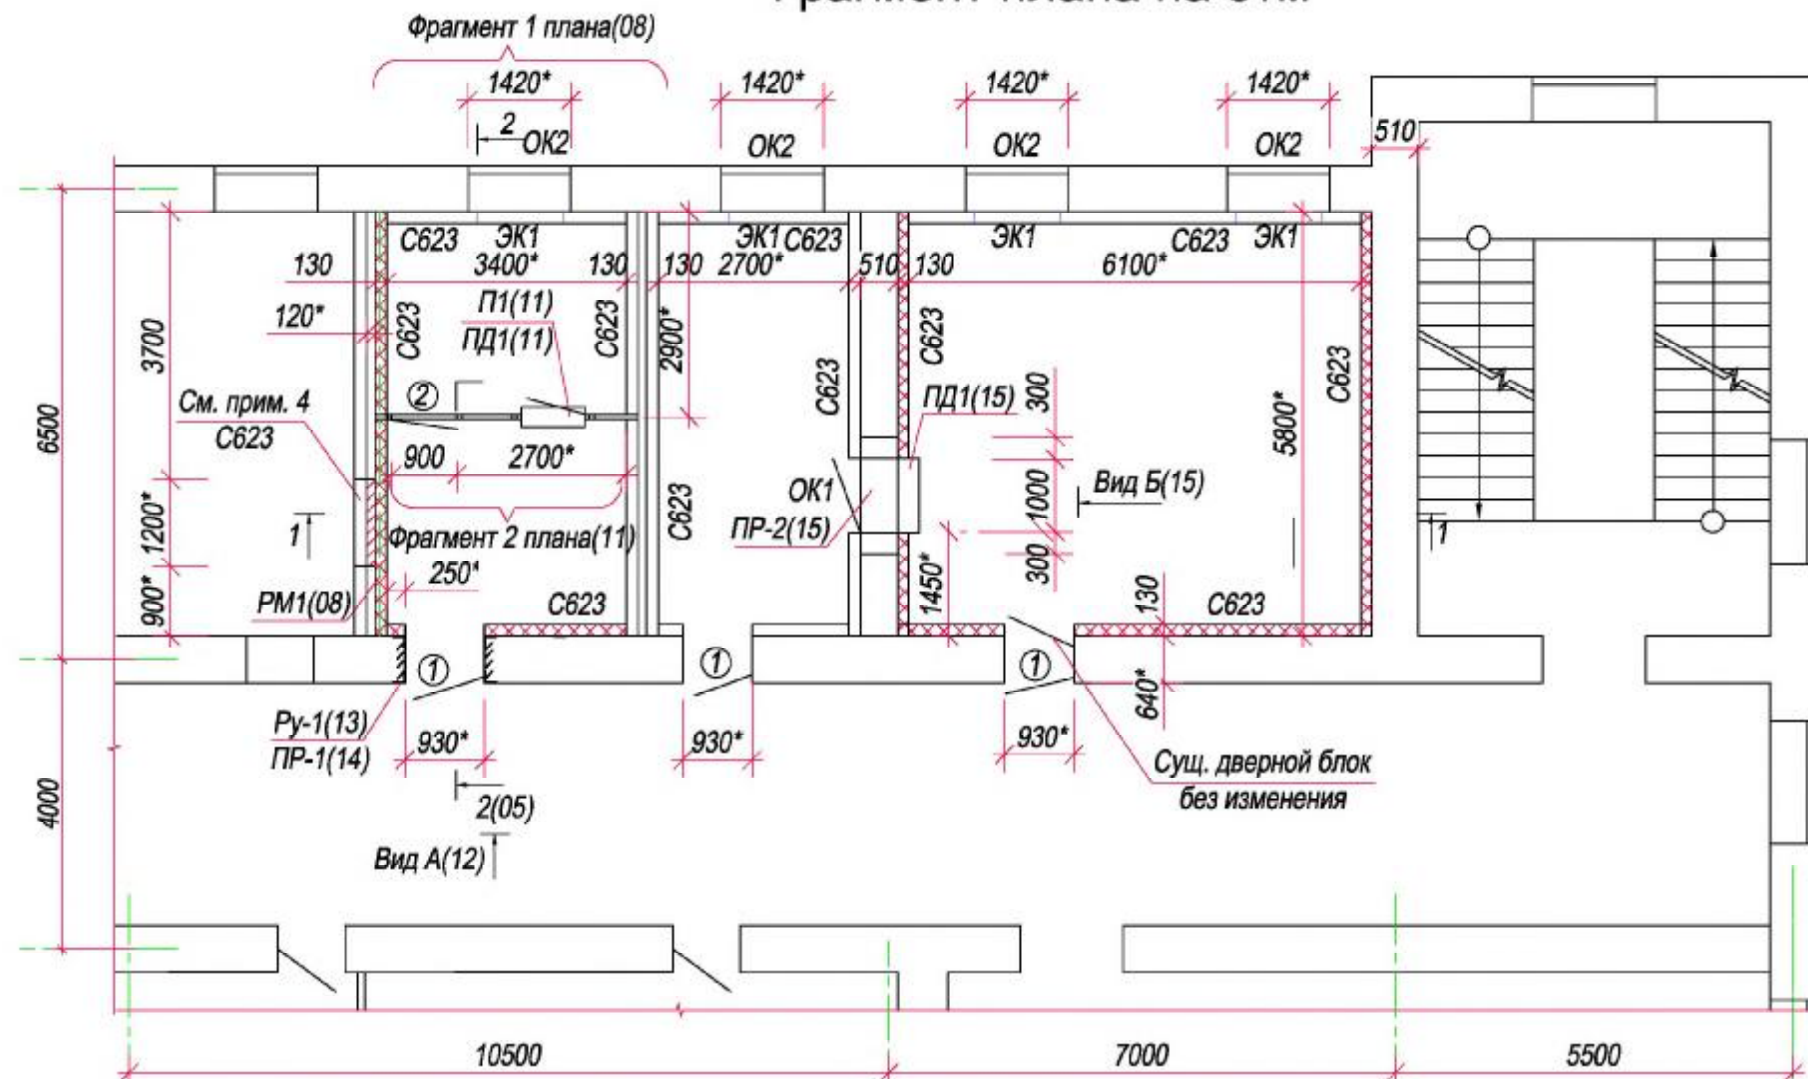 Фрагмент плана на отм.
Фрагмент 1 плана(08)
1420*
1420*
1420*
1420*
2
ОК2
ОК2
ОК2
ОК2
510
С623
ЭК1
ЭК1
С623
ЭК1
С623
ЭК1
130
3400*
130
130
2700*
510
130
6100*
120*
С623
П1(11)
ПД1(11)
С623
2900*
С623
С623
С623
3700
6500
См. прим. 4
С623
2
900
2700*
ПД1(15)
300
5800*
ОК1
ПР-2(15)
1000
Вид Б(15)
1200*
1
Фрагмент 2 плана(11)
С623
1
250*
300
900*
РМ1(08)
С623
1450*
130
С623
1
1
1
640*
Ру-1(13)
ПР-1(14)
930*
930*
930*
Сущ. дверной блок
без изменения
4000
2(05)
Вид А(12)
10500
7000
5500